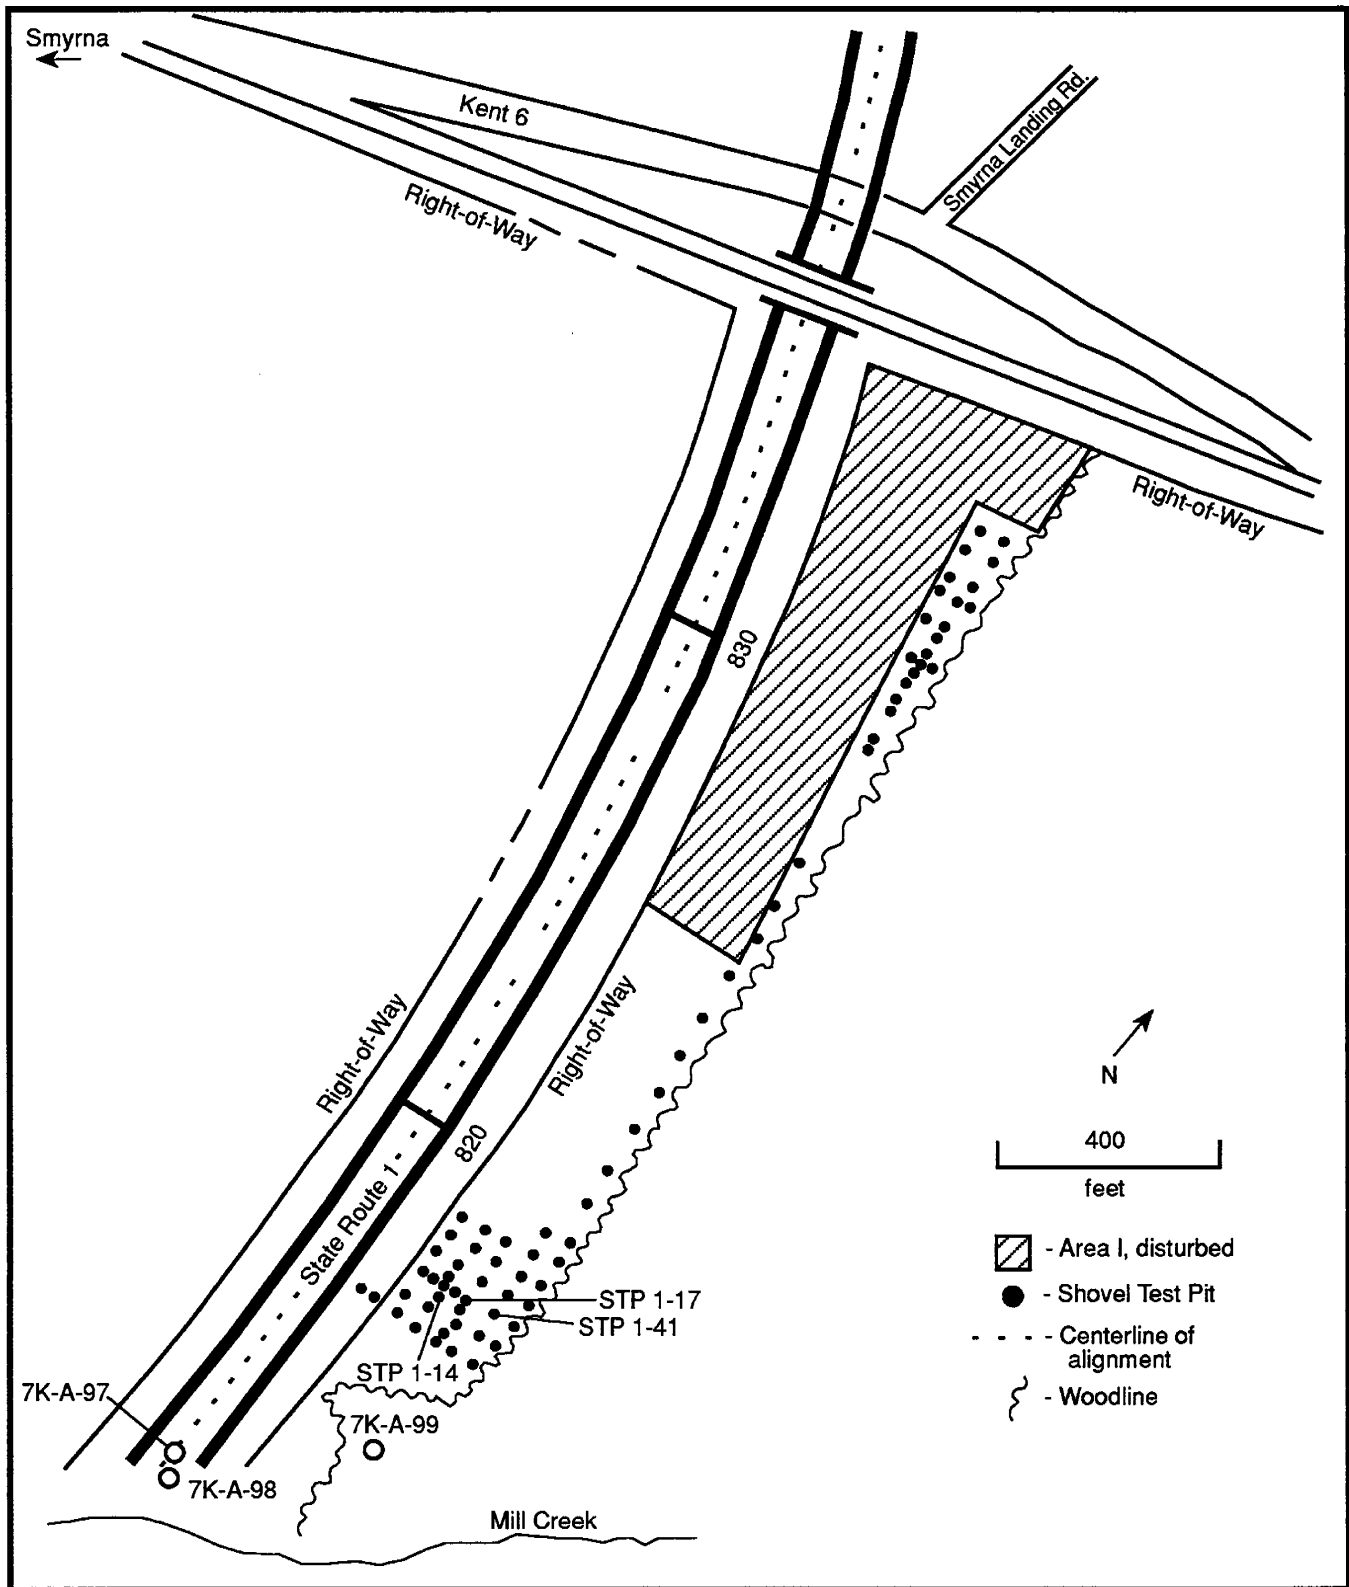 Smyrna
Kent 6
Smyrna Landing Rd.
Right-of-Way
Right-of-Way
830
Right-of-Way
Right-of-Way
N
820
400
feet
State Route 1
- Area I, disturbed
- Shovel Test Pit
STP 1-17
STP 1-41
- Centerline of
alignment
STP 1-14
7K-A-97
- Woodline
7K-A-99
7K-A-98
Mill Creek